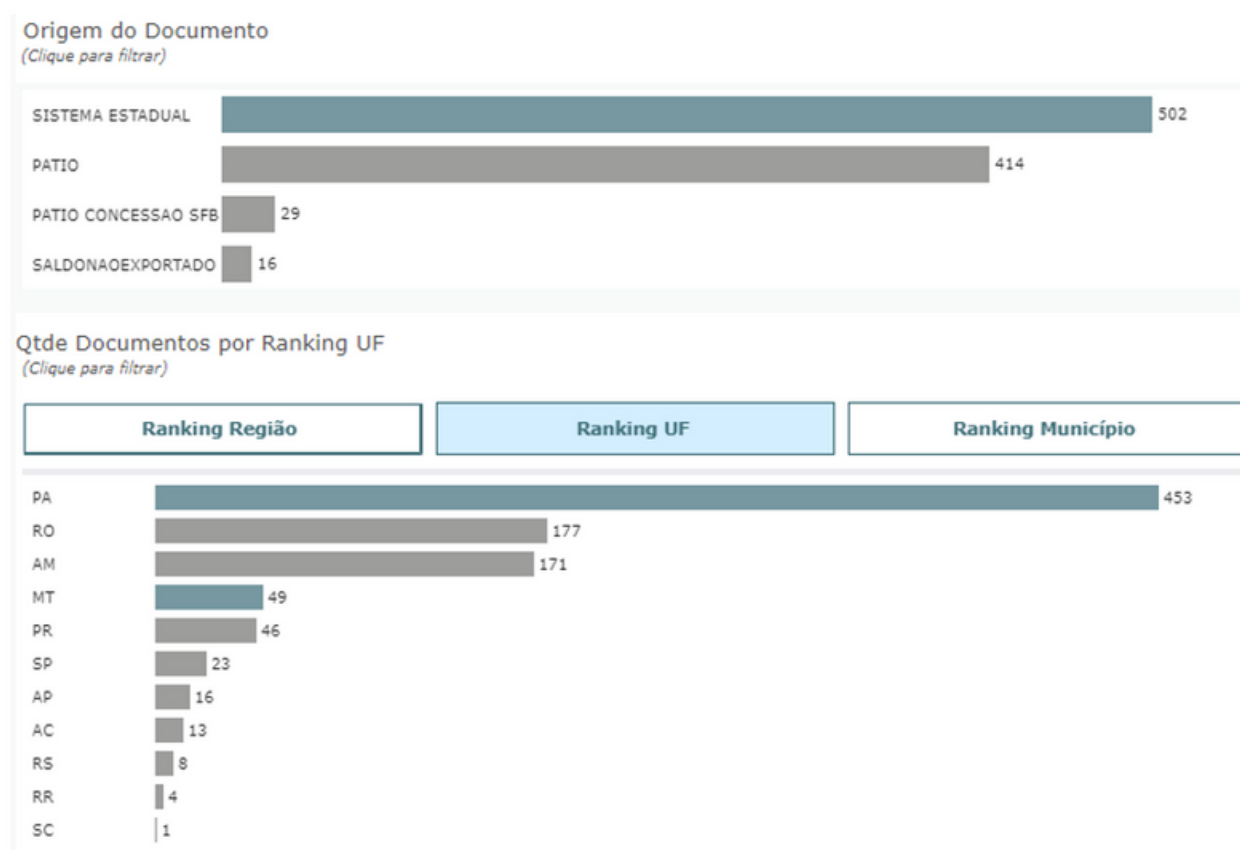 Origem do Documento
(Clique para filtrar)
SISTEMA ESTADUAL 502
PATIO 414
PATIO CONCESSAO SFB 29
SALDONAOEXPORTADO 16
Qtde Documentos por Ranking UF
(Clique para filtrar)
Ranking Região Ranking UF Ranking Município
PA 453
RO 177
AM 171
MT 49
PR 46
SP 23
AP 16
AC 13
RS 8
RR 4
SC 1